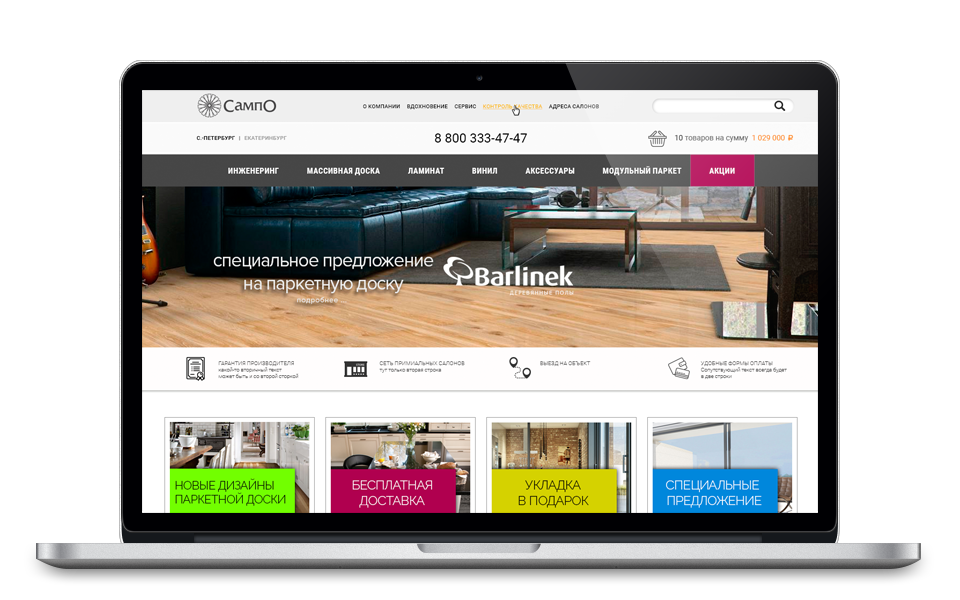 СампО
О КОМПАНИИ ВДОХНОВЕНИЕ СЕРВИС КОНТРОЛЬ КАЧЕСТВА АДРЕСА САЛОНОВ
С.-ПЕТЕРБУРГ | ЕКАТЕРИНБУРГ
8 800 333-47-47
10 товаров на сумму 1 029 000 ₽
ИНЖЕНЕРИНГ МАССИВНАЯ ДОСКА ЛАМИНАТ ВИНИЛ АКСЕССУАРЫ МОДУЛЬНЫЙ ПАРКЕТ АКЦИИ
специальное предложение
на паркетную доску
подробнее
Barlinek
ДЕРЕВЯННЫЕ ПОЛЫ
ГАРАНТИЯ ПРОИЗВОДИТЕЛЯ
какой-то вторичный текст
может быть и со второй строкой
СЕТЬ ПРИМИАЛЬНЫХ САЛОНОВ
тут только вторая строка
ВЫЕЗД НА ОБЪЕКТ
УДОБНЫЕ ФОРМЫ ОПЛАТЫ
Сопутствующий текст всегда будет
в две строки
НОВЫЕ ДИЗАЙНЫ
ПАРКЕТНОЙ ДОСКИ
БЕСПЛАТНАЯ
ДОСТАВКА
УКЛАДКА
В ПОДАРОК
СПЕЦИАЛЬНЫЕ
ПРЕДЛОЖЕНИЕ